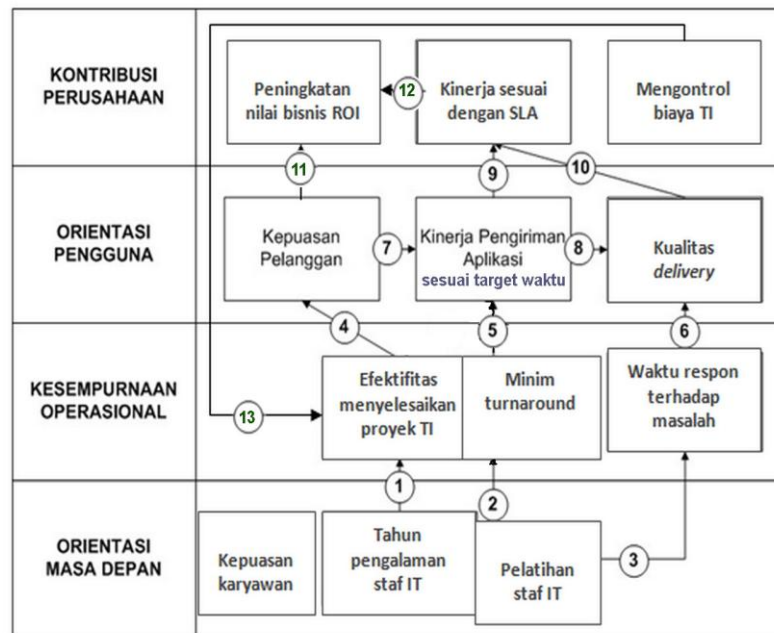 KONTRIBUSI
PERUSAHAAN
Peningkatan
nilai bisnis ROI
12
Kinerja sesuai
dengan SLA
Mengontrol
biaya TI
11
9
10
ORIENTASI
PENGGUNA
Kepuasan
Pelanggan
7
Kinerja Pengiriman
Aplikasi
sesuai target waktu
8
Kualitas
delivery
4
5
6
KESEMPURNAAN
OPERASIONAL
13
Efektifitas
menyelesaikan
proyek TI
Minim
turnaround
Waktu respon
terhadap
masalah
1
2
3
ORIENTASI
MASA DEPAN
Kepuasan
karyawan
Tahun
pengalaman
staf IT
Pelatihan
staf IT